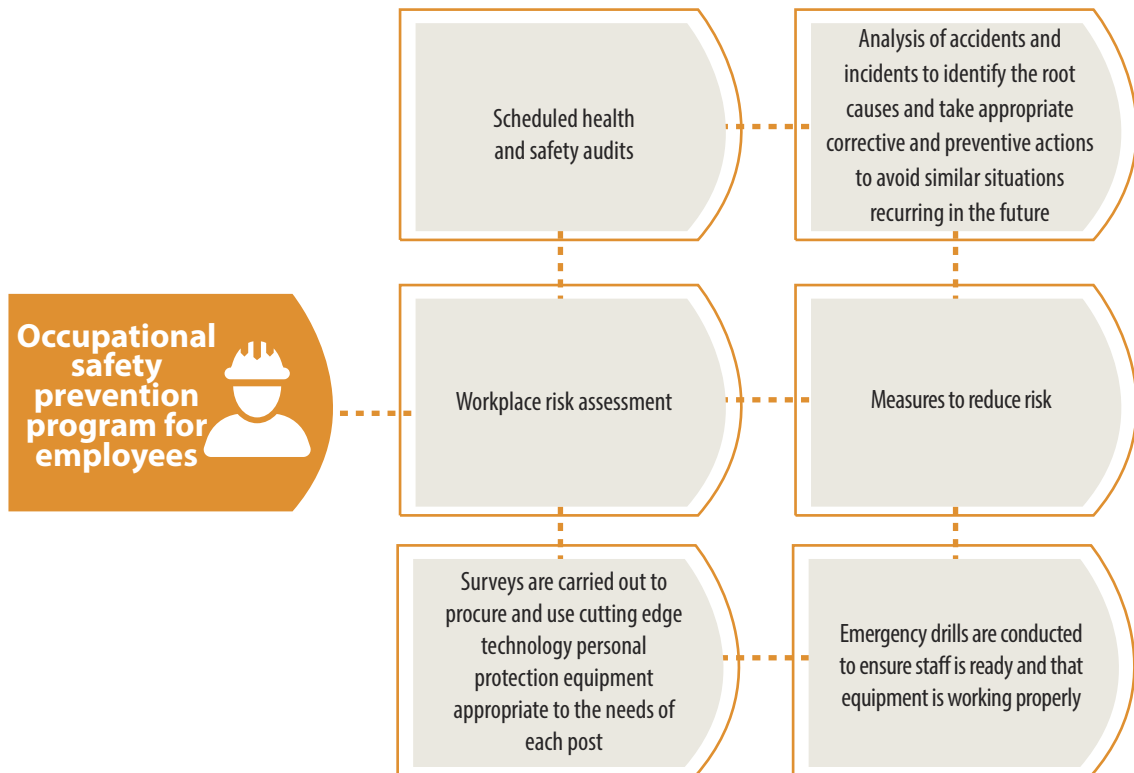 Occupational
safety
prevention
program for
employees
Scheduled health
and safety audits
Analysis of accidents and
incidents to identify the root
causes and take appropriate
corrective and preventive actions
to avoid similar situations
recurring in the future
Workplace risk assessment
Measures to reduce risk
Surveys are carried out to
procure and use cutting edge
technology personal
protection equipment
appropriate to the needs of
each post
Emergency drills are conducted
to ensure staff is ready and that
equipment is working properly